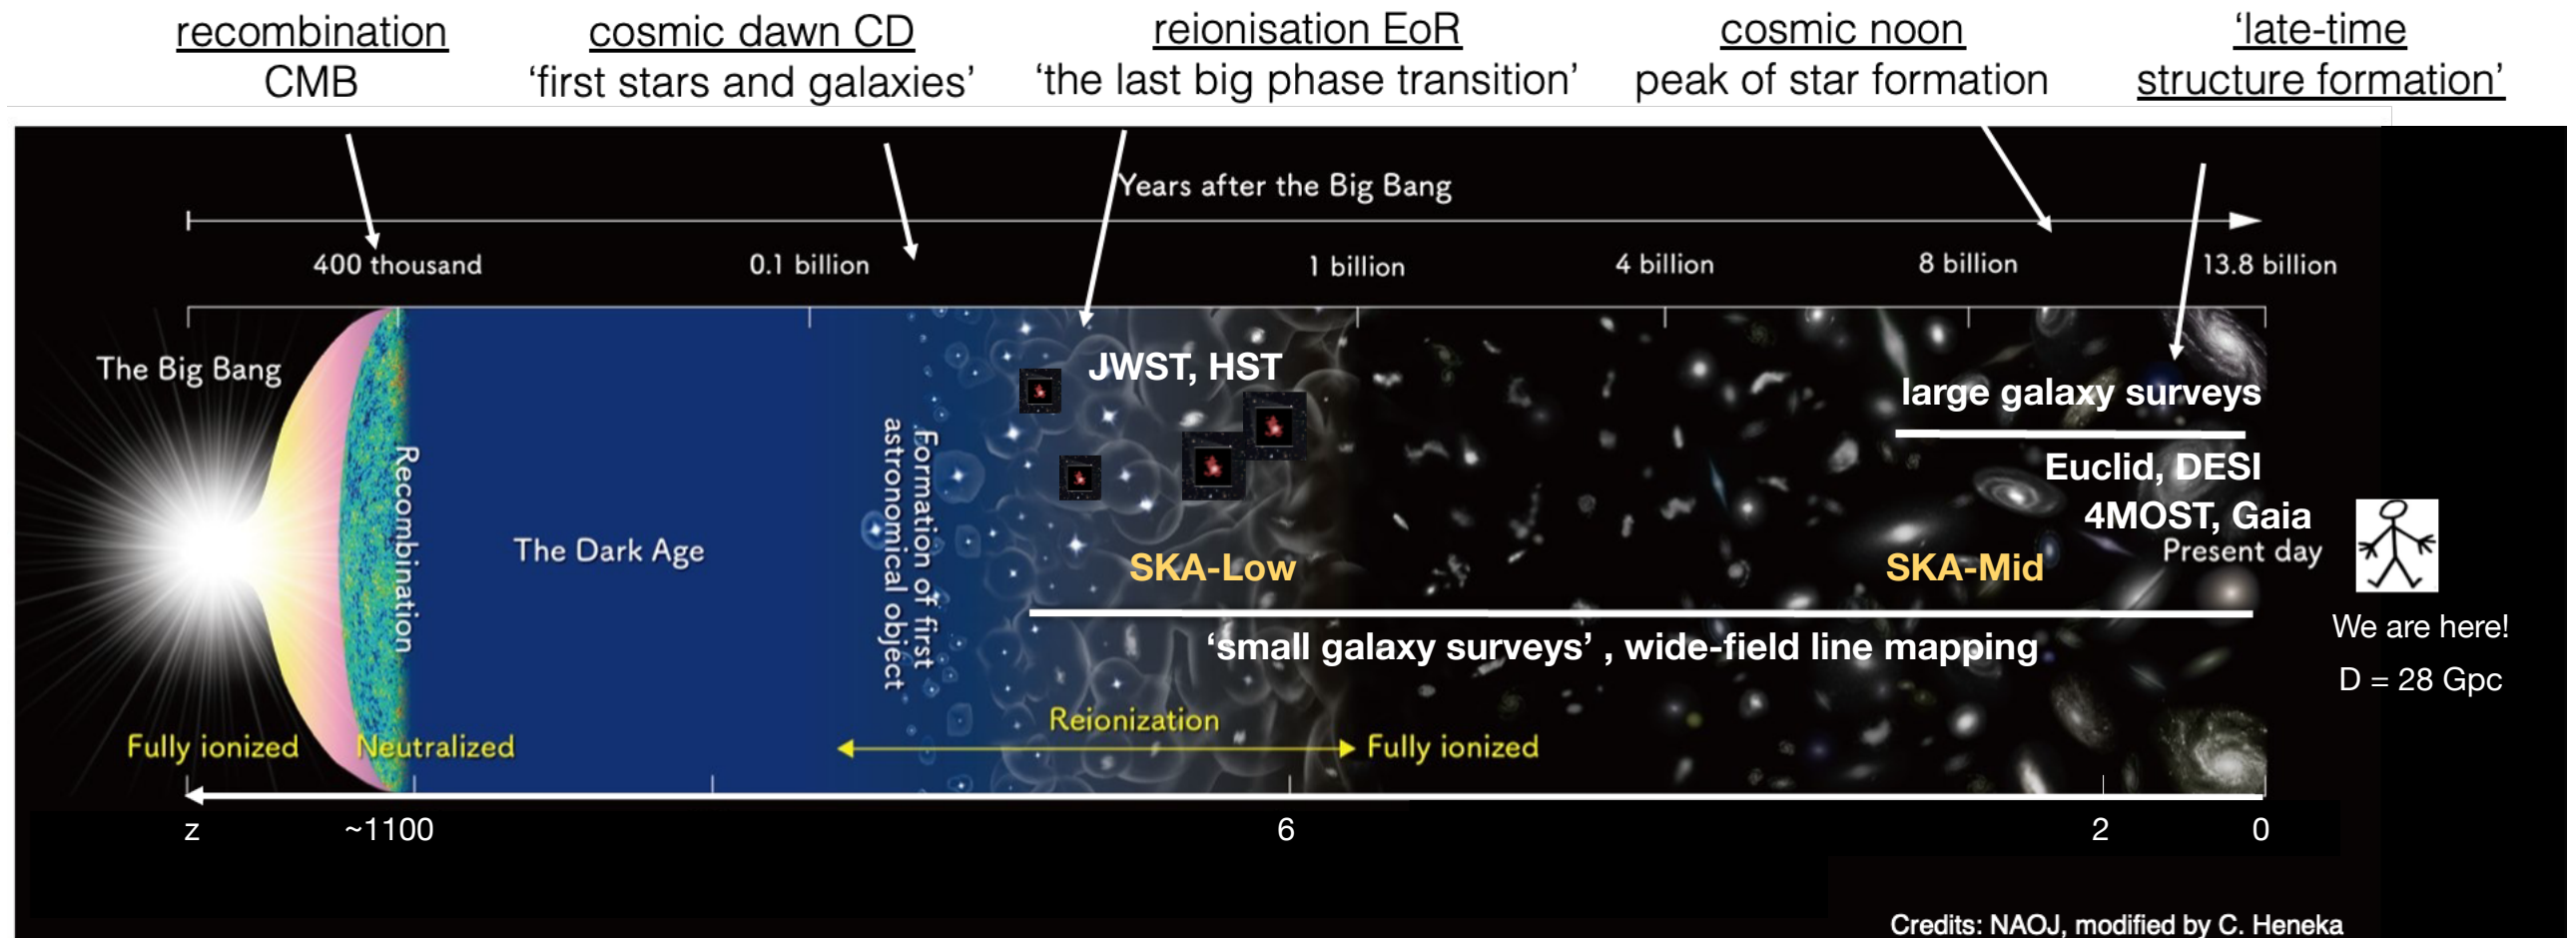 recombination
CMB
cosmic dawn CD
‘first stars and galaxies’
reionisation EoR
‘the last big phase transition’
cosmic noon
peak of star formation
‘late-time
structure formation’
Years after the Big Bang
400 thousand
0.1 billion
1 billion
4 billion
8 billion
13.8 billion
The Big Bang
Recombination
The Dark Age
Formation of first
astronomical object
JWST, HST
large galaxy surveys
Euclid, DESI
4MOST, Gaia
Present day
SKA-Low
SKA-Mid
‘small galaxy surveys’ , wide-field line mapping
We are here!
D = 28 Gpc
Fully ionized
Neutralized
Reionization
Fully ionized
z
~1100
6
2
0
Credits: NAOJ, modified by C. Heneka